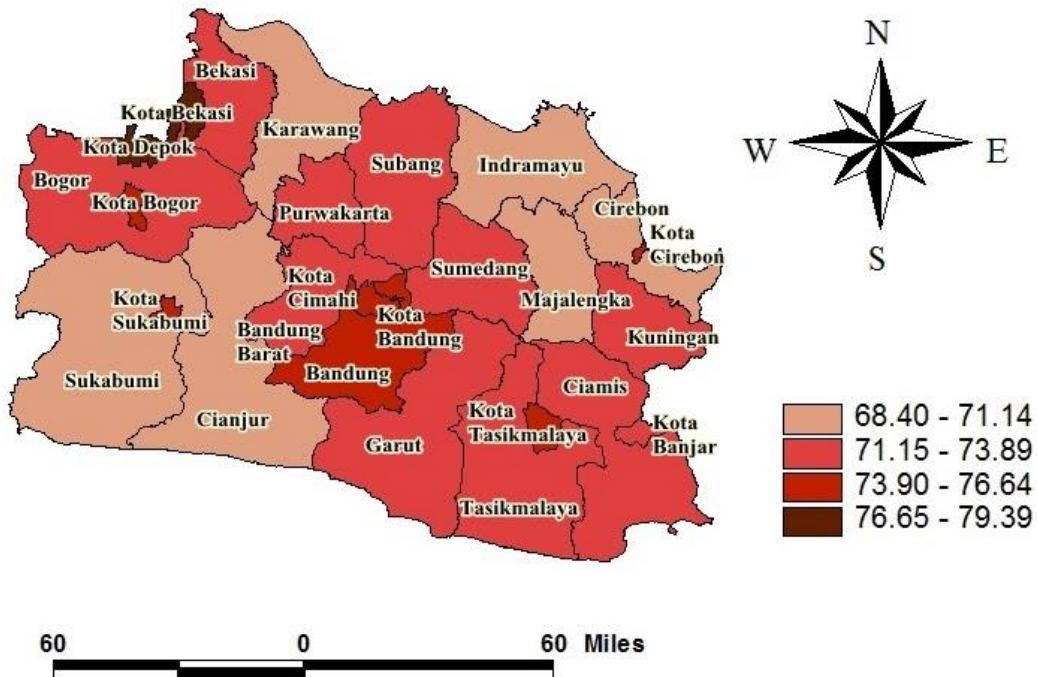 N
W
E
S
Bekasi
Kota Bekasi
Karawang
Kota Depok
Subang
Indramayu
Bogor
Kota Bogor
Purwakarta
Cirebon
Kota
Cirebon
Kota
Cimahi
Sumedang
Majalengka
Kota
Sukabumi
Kota
Bandung
Bandung
Barat
Kuningan
Sukabumi
Bandung
Ciamis
Cianjur
Garut
Kota
Tasikmalaya
Kota
Banjar
Tasikmalaya
68.40 - 71.14
71.15 - 73.89
73.90 - 76.64
76.65 - 79.39
60 0 60 Miles